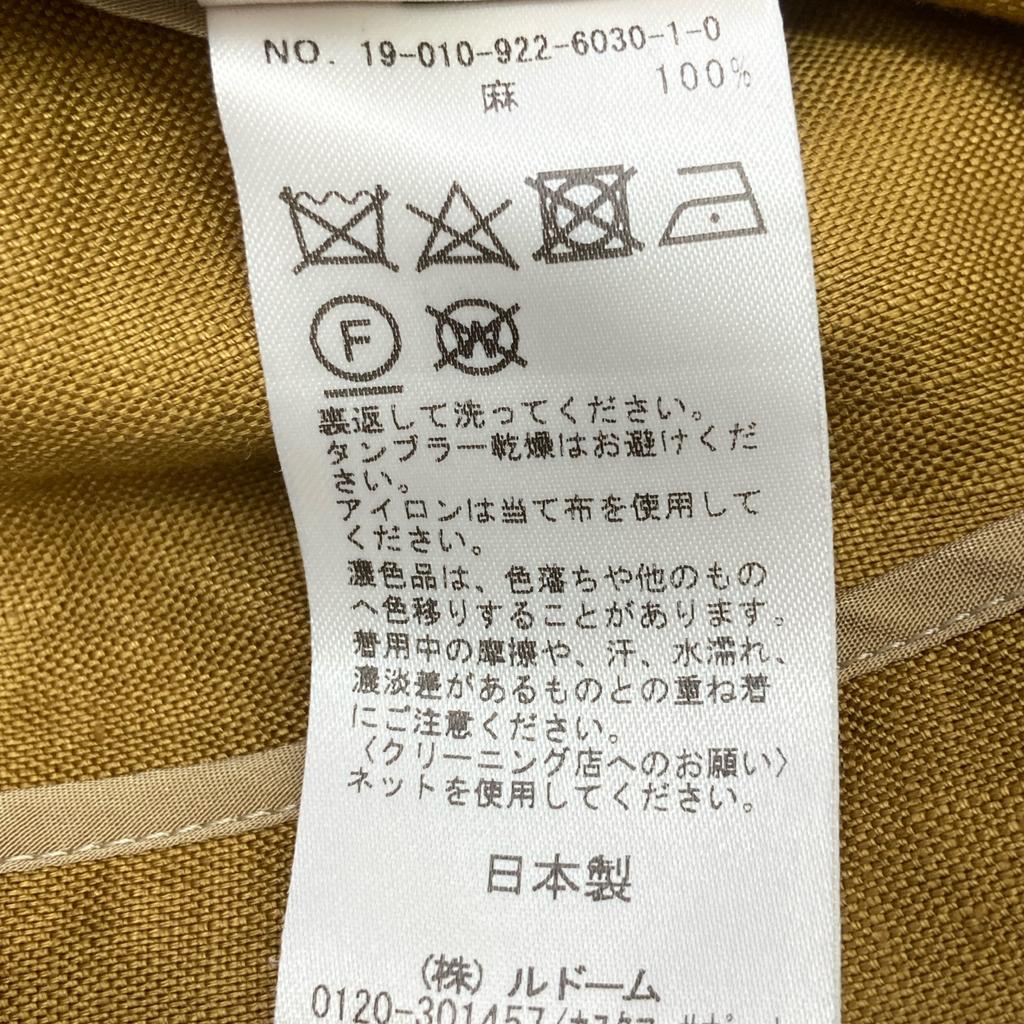 NO. 19-010-922-6030-1-0
麻 100%
F W
裏返して洗ってください。
タンブラー乾燥はお避けくだ
さい。
アイロンは当て布を使用して
ください。
濃色品は、色落ちや他のもの
へ色移りすることがあります。
着用中の摩擦や、汗、水濡れ、
濃淡差があるものとの重ね着
にご注意ください。
〈クリーニング店へのお願い〉
ネットを使用してください。
日本製
(株)ルドーム
0120-301457/